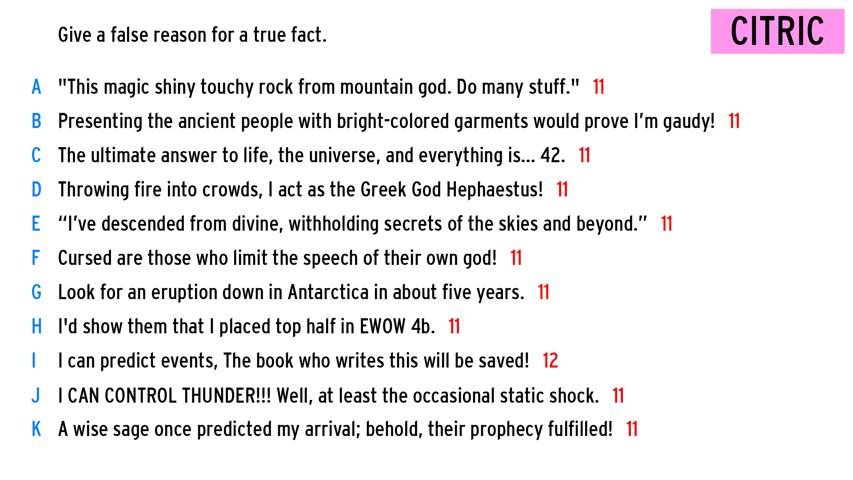 Give a false reason for a true fact.
CITRIC
A "This magic shiny touchy rock from mountain god. Do many stuff." 11
B Presenting the ancient people with bright-colored garments would prove I’m gaudy! 11
C The ultimate answer to life, the universe, and everything is... 42. 11
D Throwing fire into crowds, I act as the Greek God Hephaestus! 11
E “I’ve descended from divine, withholding secrets of the skies and beyond.” 11
F Cursed are those who limit the speech of their own god! 11
G Look for an eruption down in Antarctica in about five years. 11
H I'd show them that I placed top half in EWOW 4b. 11
I I can predict events, The book who writes this will be saved! 12
J I CAN CONTROL THUNDER!!! Well, at least the occasional static shock. 11
K A wise sage once predicted my arrival; behold, their prophecy fulfilled! 11